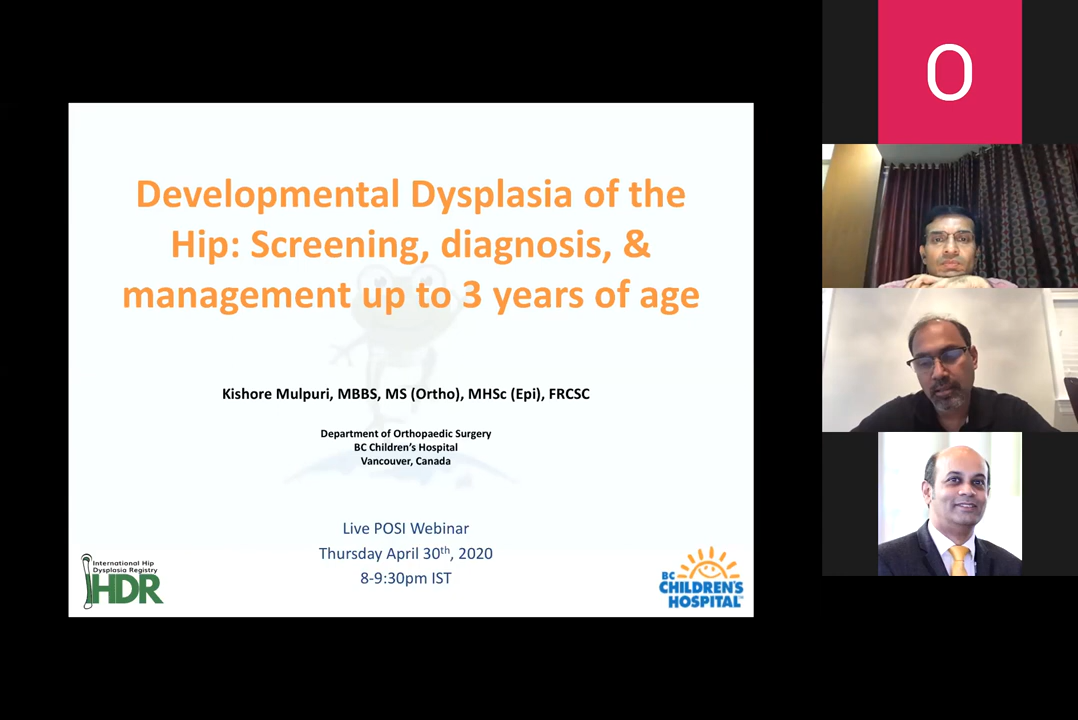 Developmental Dysplasia of the
Hip: Screening, diagnosis, &
management up to 3 years of age
Kishore Mulpuri, MBBS, MS (Ortho), MHSc (Epi), FRCSC
Department of Orthopaedic Surgery
BC Children's Hospital
Vancouver, Canada
Live POSI Webinar
Thursday April 30th, 2020
8-9:30pm IST
International Hip
Dysplasia Registry
IHDR
BC
CHILDREN'S
HOSPITAL
O